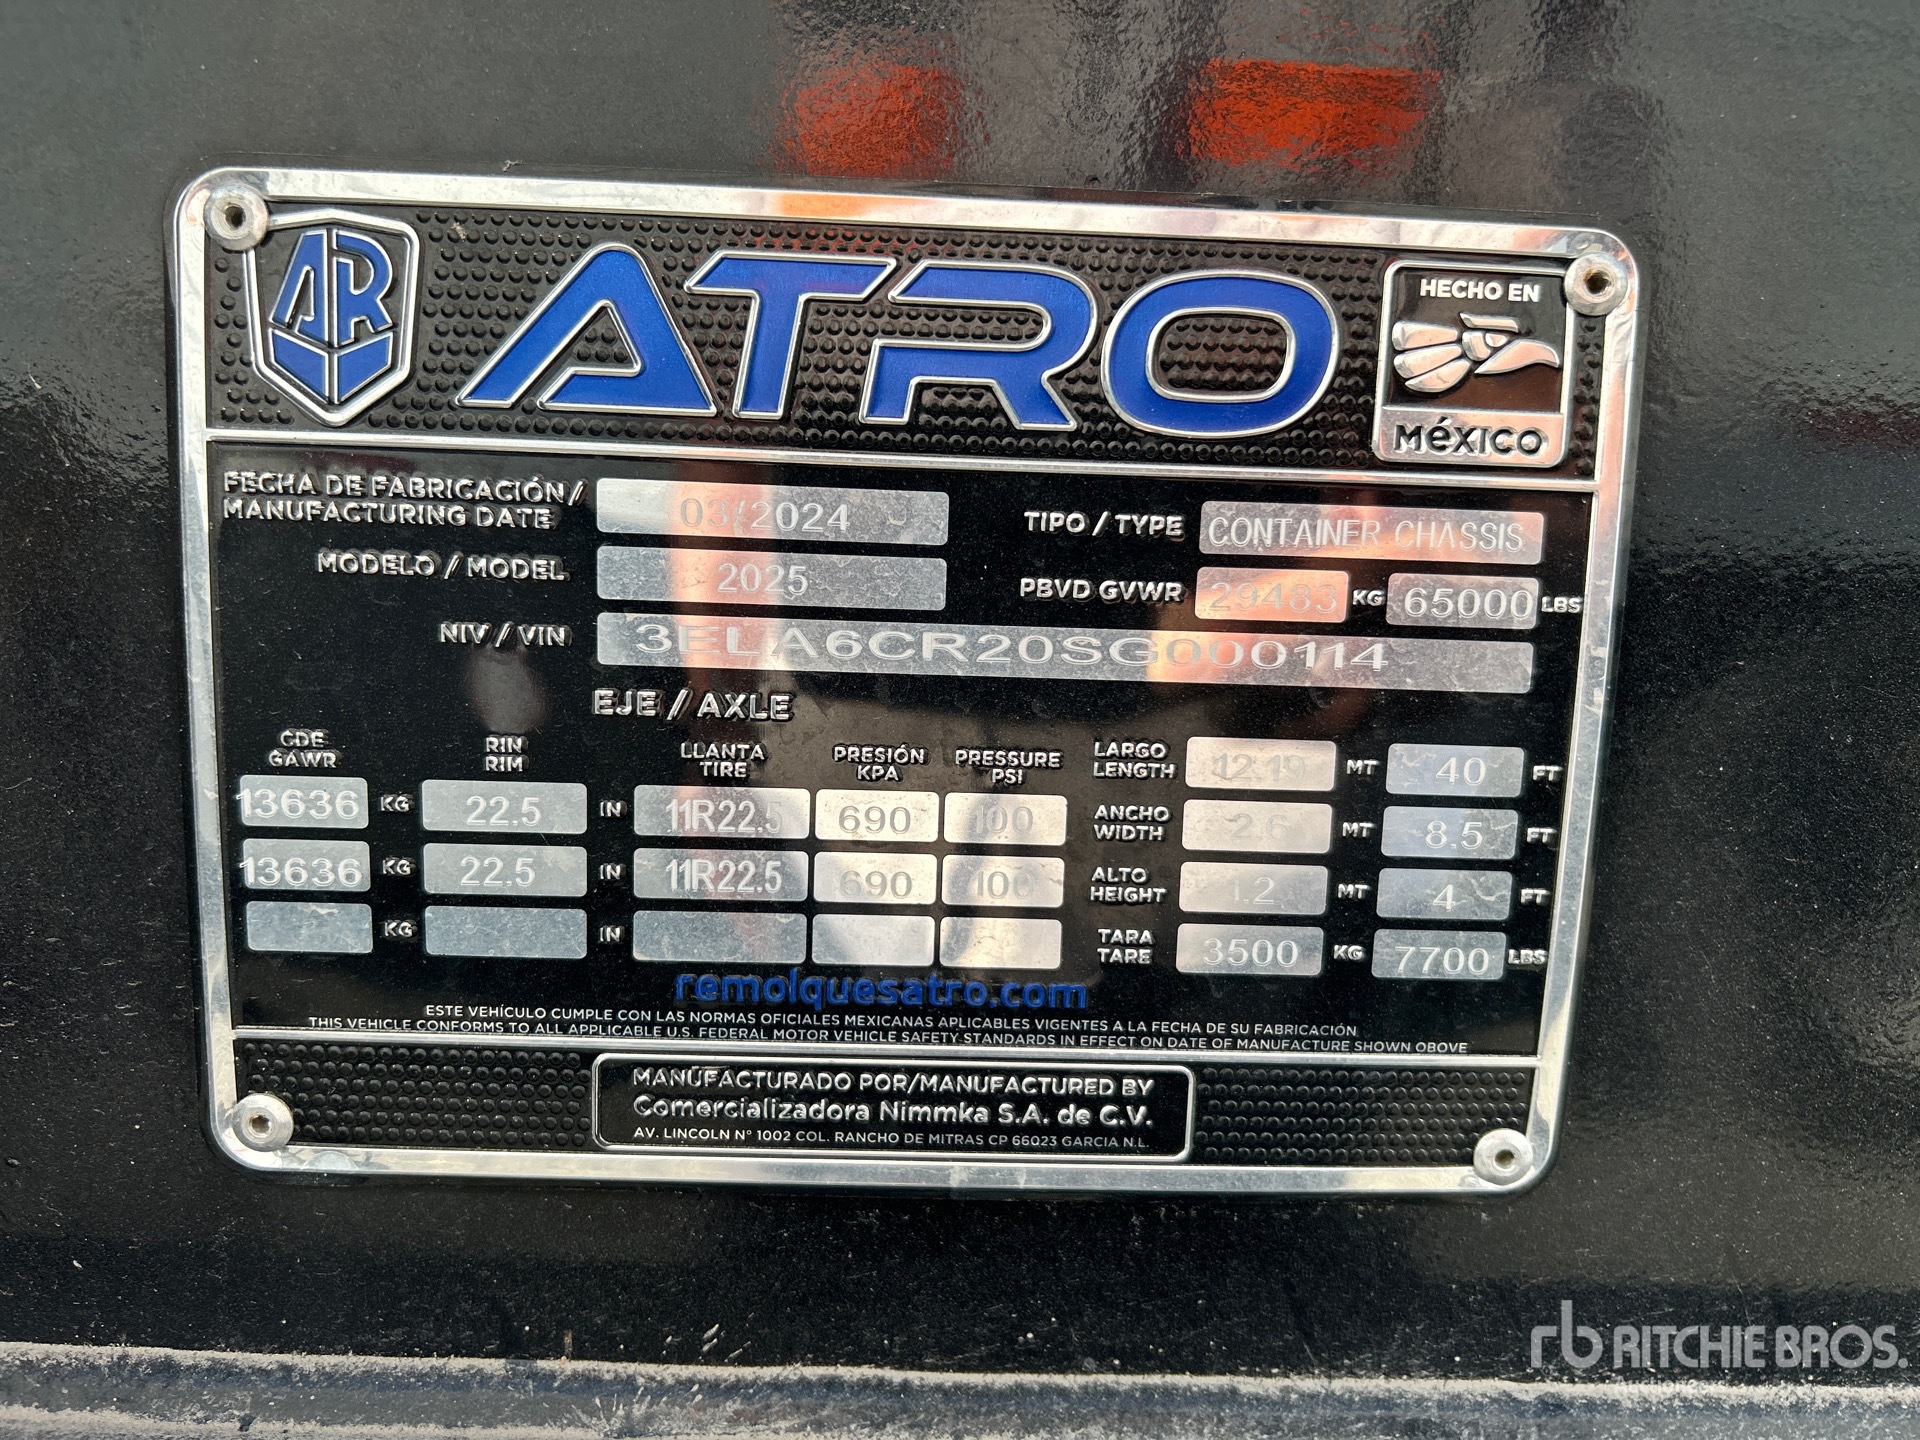 AR
ATRO
HECHO EN
MéXICO
FECHA DE FABRICACIÓN /
MANUFACTURING DATE
03/2024
TIPO / TYPE
CONTAINER CHASSIS
MODELO / MODEL
2025
PBVD GVWR
29483 KG 65000 LBS
NIV / VIN
3ELA6CR20SG000114
EJE / AXLE
CDE
GAWR
RIN
RIM
LLANTA
TIRE
PRESIÓN
KPA
PRESSURE
PSI
13636 KG 22.5 IN 11R22.5 690 100
13636 KG 22.5 IN 11R22.5 690 100
KG IN
LARGO
LENGTH
12.19 MT 40 FT
ANCHO
WIDTH
2.6 MT 8.5 FT
ALTO
HEIGHT
1.2 MT 4 FT
TARA
TARE
3500 KG 7700 LBS
remolquesatro.com
ESTE VEHÍCULO CUMPLE CON LAS NORMAS OFICIALES MEXICANAS APLICABLES VIGENTES A LA FECHA DE SU FABRICACIÓN
THIS VEHICLE CONFORMS TO ALL APPLICABLE U.S. FEDERAL MOTOR VEHICLE SAFETY STANDARDS IN EFFECT ON DATE OF MANUFACTURE SHOWN OBOVE
MANUFACTURADO POR/MANUFACTURED BY
Comercializadora Nimmka S.A. de C.V.
AV. LINCOLN N° 1002 COL. RANCHO DE MITRAS CP 66023 GARCIA N.L.
rb RITCHIE BROS.